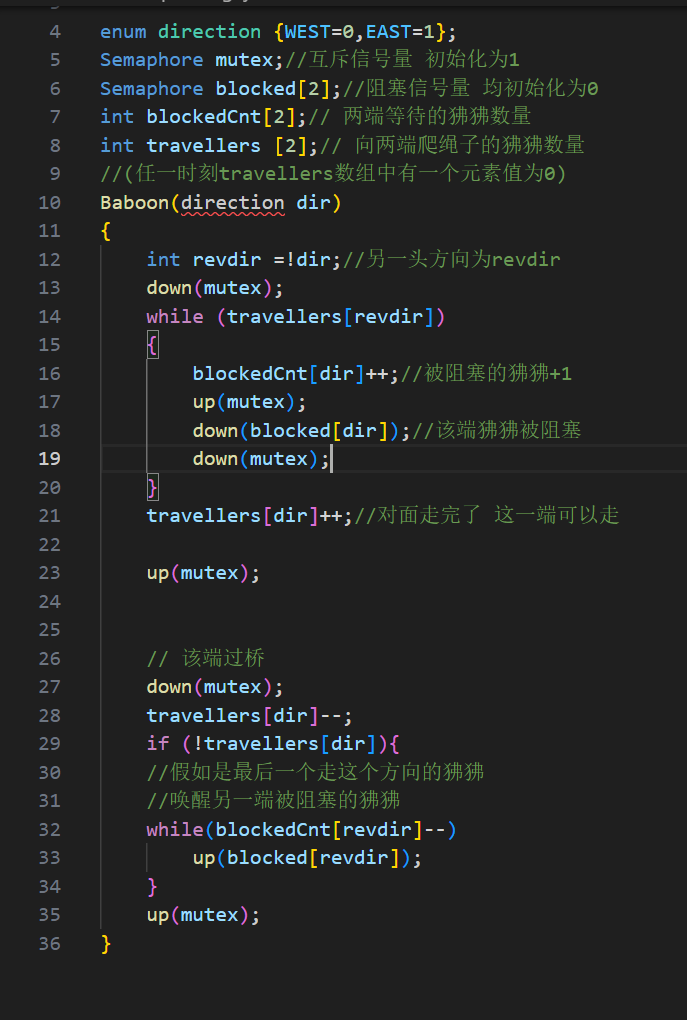 4 enum direction {WEST=0,EAST=1};
5 Semaphore mutex;//互斥信号量 初始化为1
6 Semaphore blocked[2];//阻塞信号量 均初始化为0
7 int blockedCnt[2];// 两端等待的狒狒数量
8 int travellers [2];// 向两端爬绳子的狒狒数量
9 //(任一时刻travellers数组中有一个元素值为0)
10 Baboon(direction dir)
11 {
12 int revdir =!dir;//另一头方向为revdir
13 down(mutex);
14 while (travellers[revdir])
15 {
16 blockedCnt[dir]++;//被阻塞的狒狒+1
17 up(mutex);
18 down(blocked[dir]);//该端狒狒被阻塞
19 down(mutex);
20 }
21 travellers[dir]++;//对面走完了 这一端可以走
22
23 up(mutex);
24
25
26 // 该端过桥
27 down(mutex);
28 travellers[dir]--;
29 if (!travellers[dir]){
30 //假如是最后一个走这个方向的狒狒
31 //唤醒另一端被阻塞的狒狒
32 while(blockedCnt[revdir]--)
33 up(blocked[revdir]);
34 }
35 up(mutex);
36 }